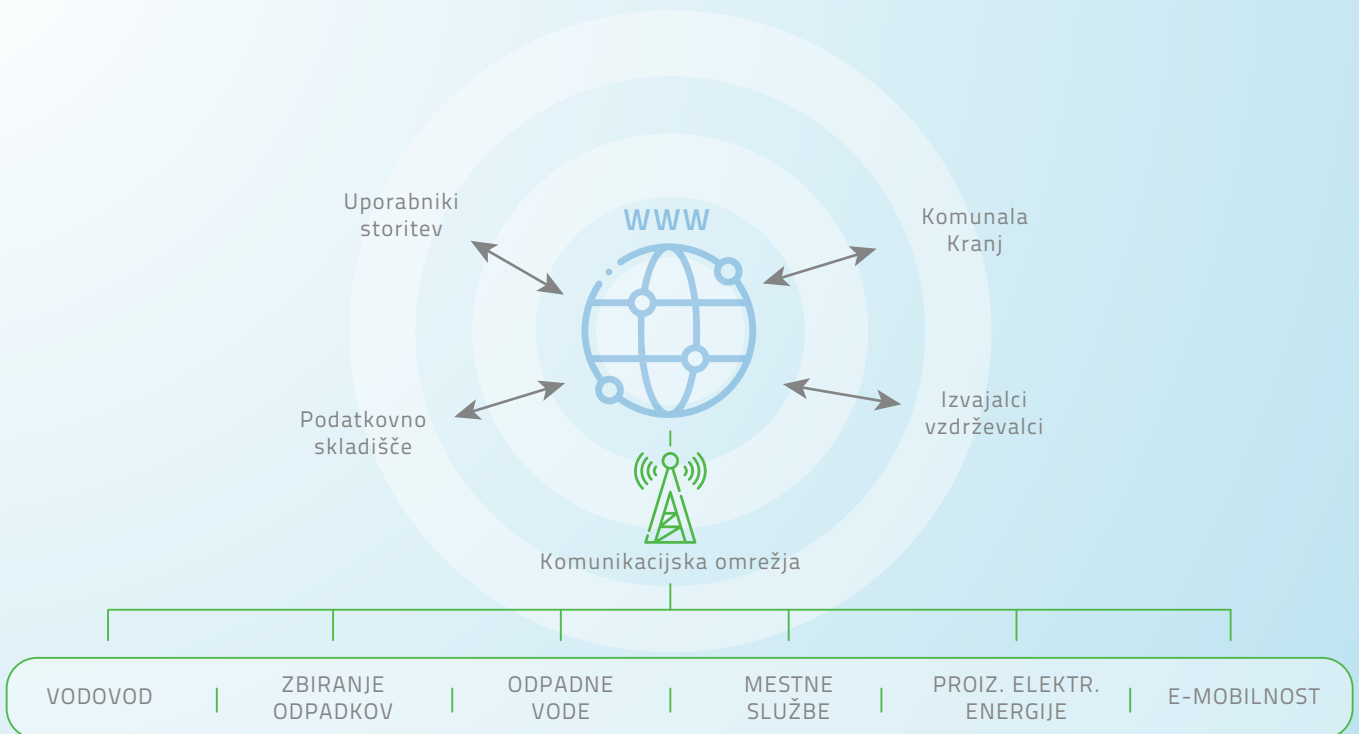 Uporabniki
storitev
WWW
Komunala
Kranj
Podatkovno
skladišče
Izvajalci
vzdrževalci
Komunikacijska omrežja
VODOVOD
ZBIRANJE
ODPADKOV
ODPADNE
VODE
MESTNE
SLUŽBE
PROIZ. ELEKTR.
ENERGIJE
E-MOBILNOST